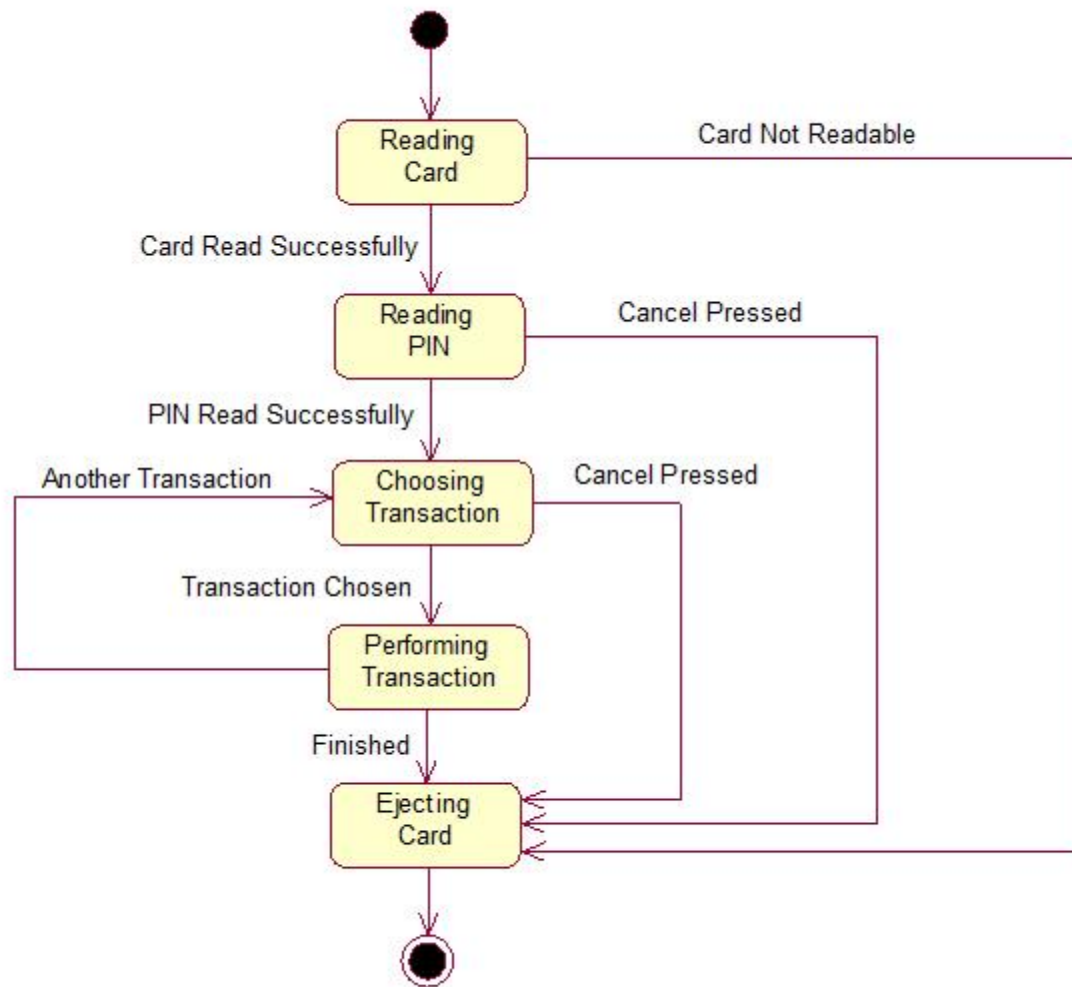 Reading
Card
Card Not Readable
Card Read Successfully
Reading
PIN
Cancel Pressed
PIN Read Successfully
Another Transaction
Choosing
Transaction
Cancel Pressed
Transaction Chosen
Performing
Transaction
Finished
Ejecting
Card